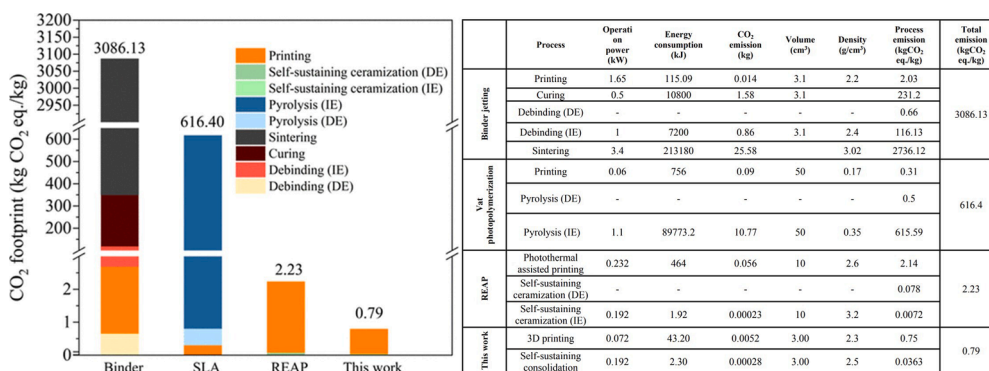 CO₂ footprint (kg CO₂ eq./kg)
3200
3150
3100
3050
3000
2950
600
500
400
300
200
2
1
0
3086.13
616.40
2.23
0.79
Printing
Self-sustaining ceramization (DE)
Self-sustaining ceramization (IE)
Pyrolysis (IE)
Pyrolysis (DE)
Sintering
Curing
Debinding (IE)
Debinding (DE)
Binder SLA REAP This work
Process
Operati
on
power
(kW)
Energy
consumption
(kJ)
CO₂
emission
(kg)
Volume
(cm³)
Density
(g/cm³)
Process
emission
(kgCO₂
eq./kg)
Total
emission
(kgCO₂
eq./kg)
Binder jetting
Printing 1.65 115.09 0.014 3.1 2.2 2.03
Curing 0.5 10800 1.58 3.1 231.2
Debinding (DE) - - - - 0.66
Debinding (IE) 1 7200 0.86 3.1 2.4 116.13
Sintering 3.4 213180 25.58 3.02 2736.12
3086.13
Vat
photopolymerization
Printing 0.06 756 0.09 50 0.17 0.31
Pyrolysis (DE) - - - - - 0.5
Pyrolysis (IE) 1.1 89773.2 10.77 50 0.35 615.59
616.4
REAP
Photothermal
assisted printing
0.232 464 0.056 10 2.6 2.14
Self-sustaining
ceramization (DE)
- - - - - 0.078
Self-sustaining
ceramization (IE)
0.192 1.92 0.00023 10 3.2 0.0072
2.23
This work
3D printing 0.072 43.20 0.0052 3.00 2.3 0.75
Self-sustaining
consolidation
0.192 2.30 0.00028 3.00 2.5 0.0363
0.79